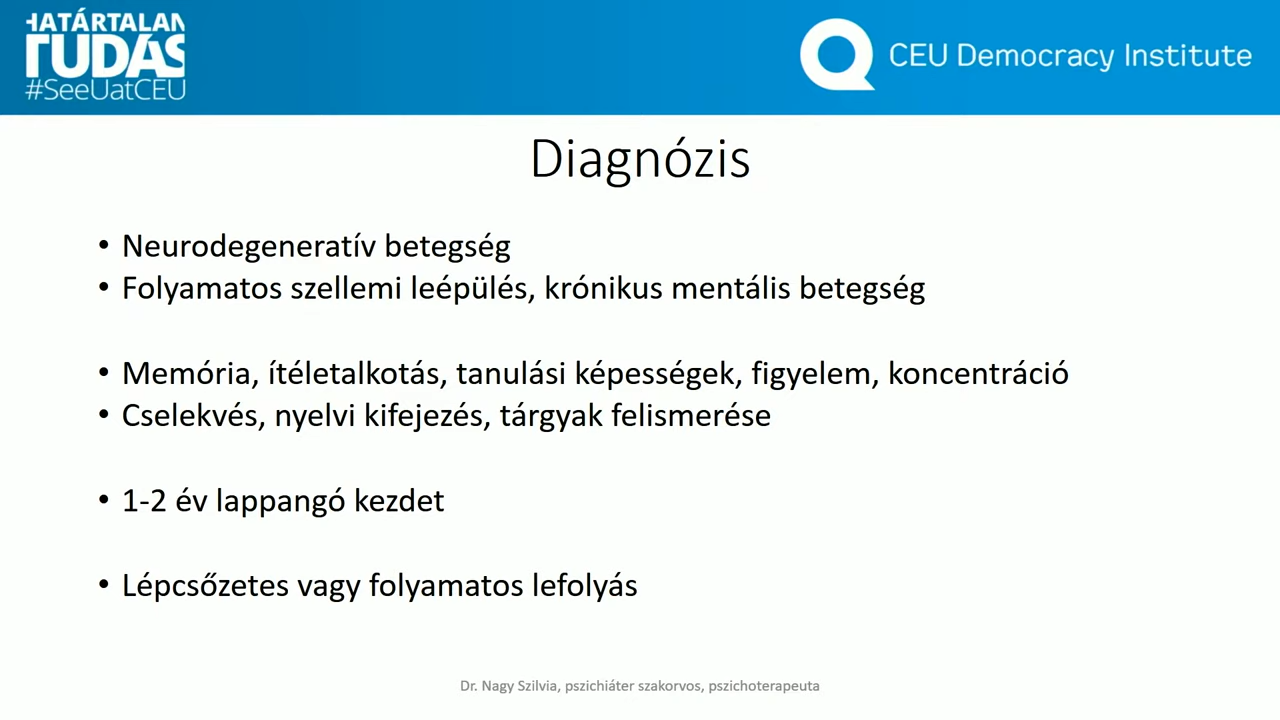 HATÁRTALAN
TUDÁS
#SeeUatCEU
CEU Democracy Institute
Diagnózis
• Neurodegeneratív betegség
• Folyamatos szellemi leépülés, krónikus mentális betegség
• Memória, ítéletalkotás, tanulási képességek, figyelem, koncentráció
• Cselekvés, nyelvi kifejezés, tárgyak felismerése
• 1-2 év lappangó kezdet
• Lépcsőzetes vagy folyamatos lefolyás
Dr. Nagy Szilvia, pszichiáter szakorvos, pszichoterapeuta